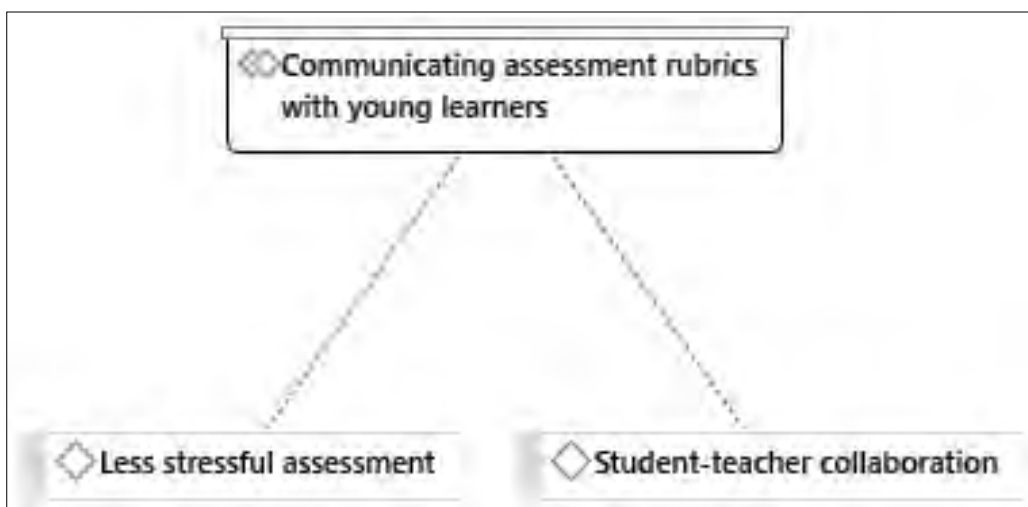 Communicating assessment rubrics
with young learners
Less stressful assessment
Student-teacher collaboration